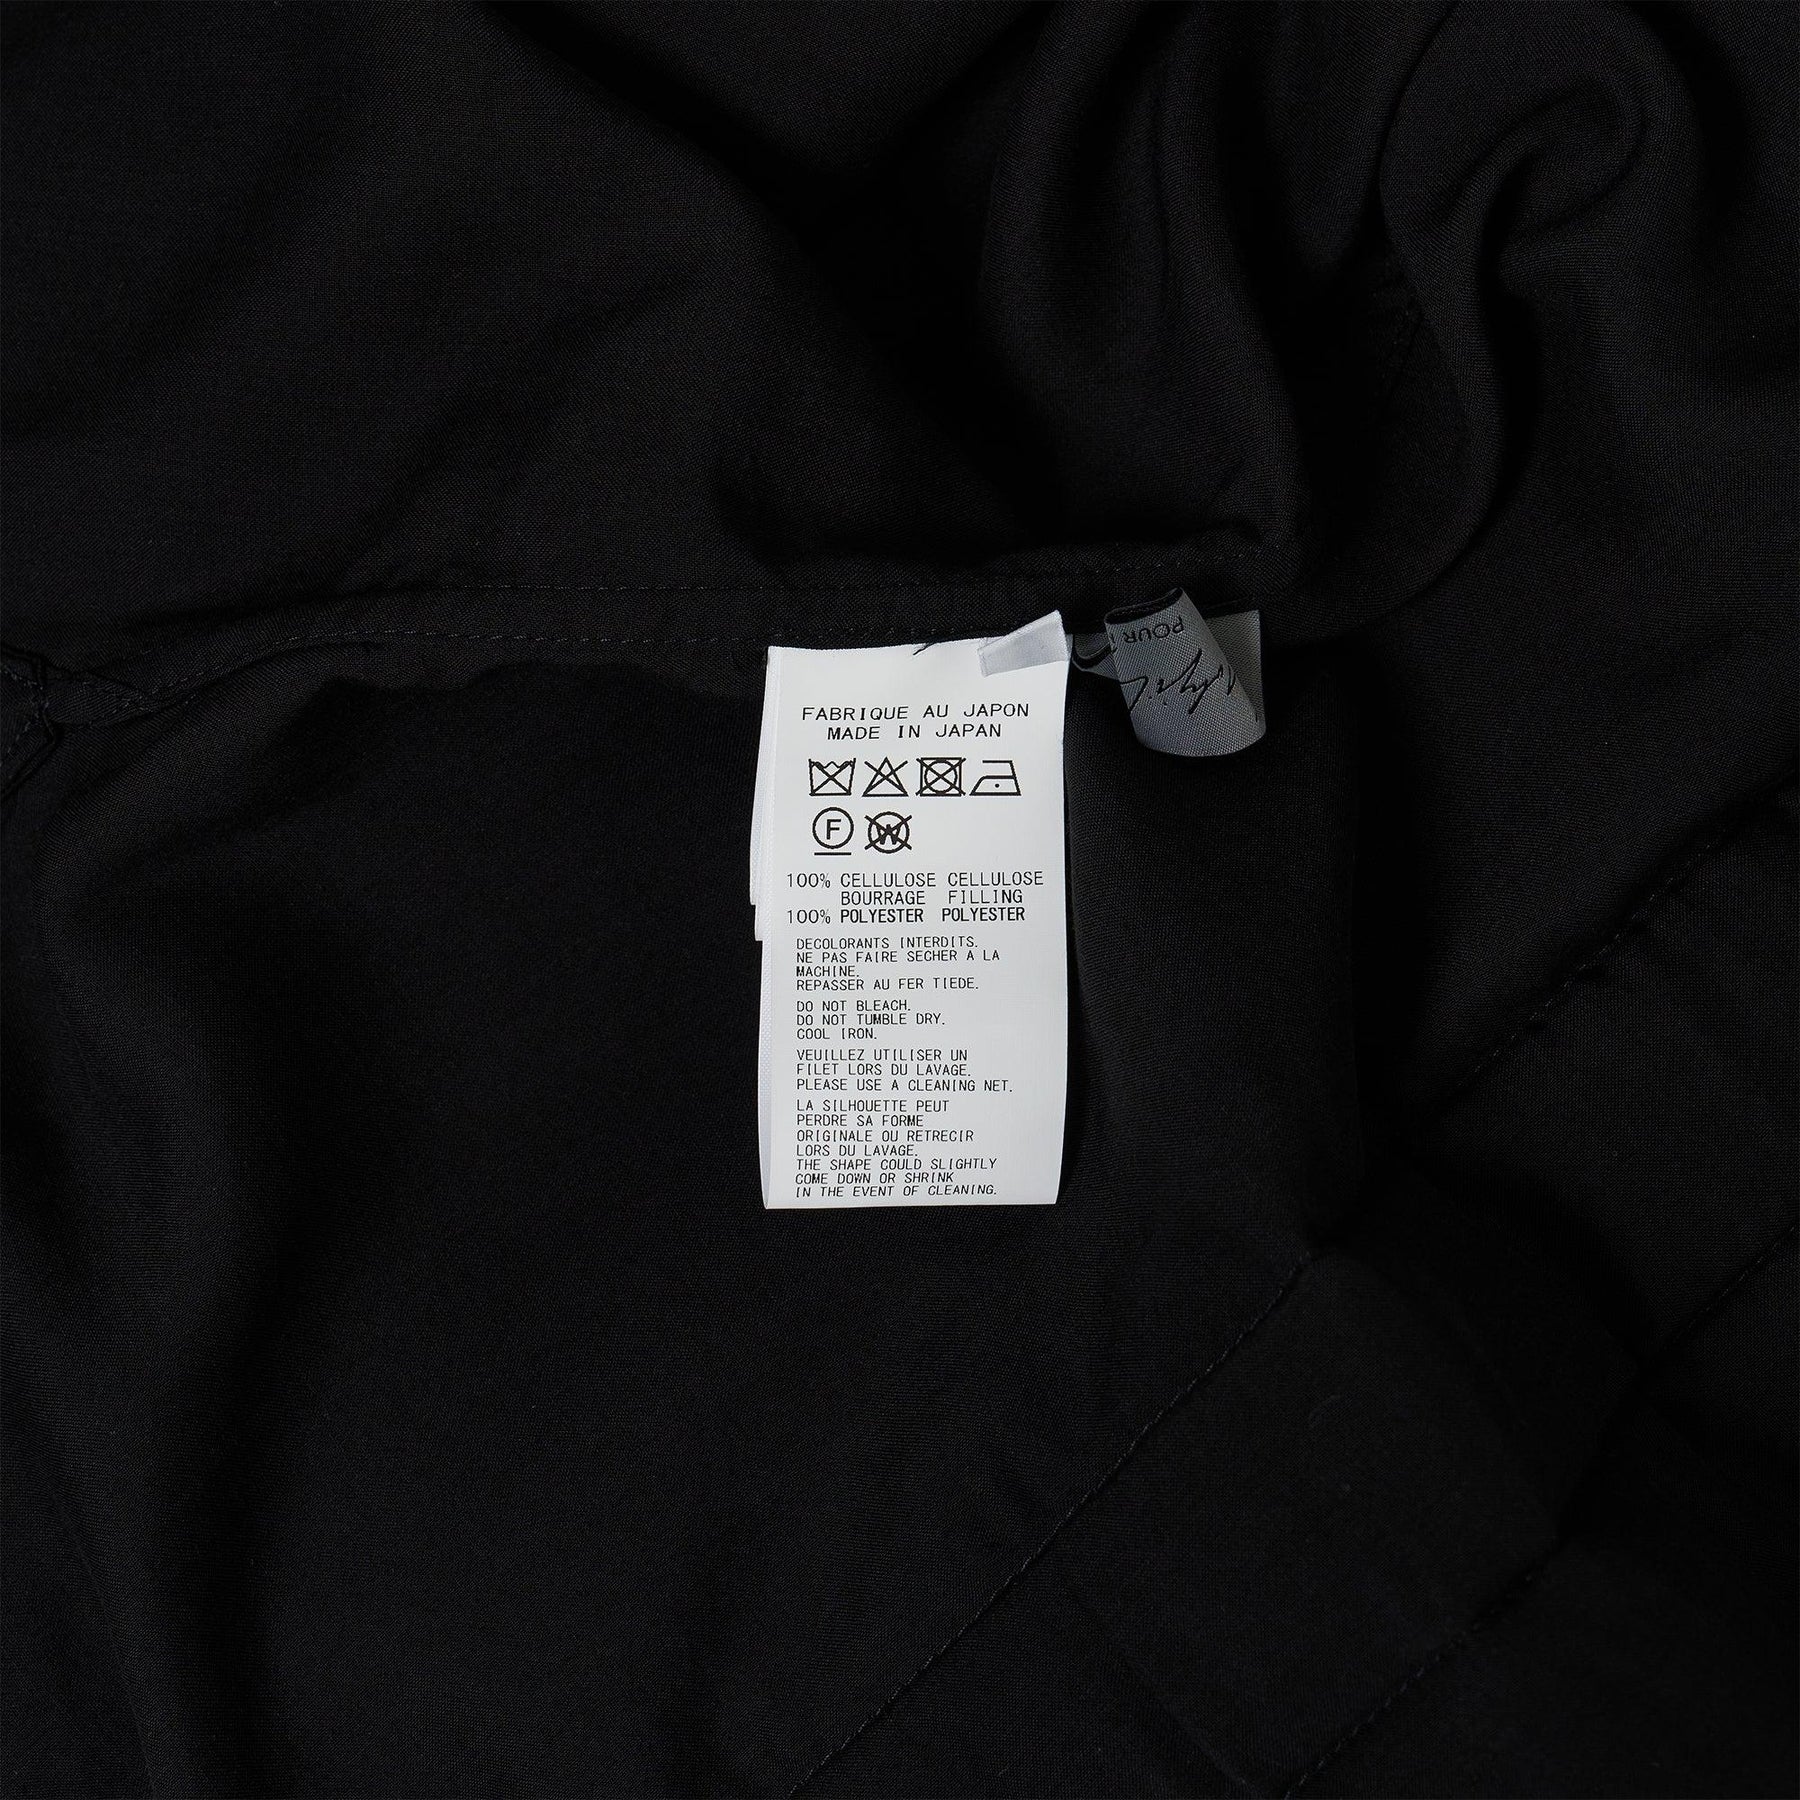 FABRIQUE AU JAPON
MADE IN JAPAN
F
W
100% CELLULOSE CELLULOSE
BOURRAGE FILLING
100% POLYESTER POLYESTER
DECOLORANTS INTERDITS.
NE PAS FAIRE SECHER A LA
MACHINE.
REPASSER AU FER TIEDE.
DO NOT BLEACH.
DO NOT TUMBLE DRY.
COOL IRON.
VEUILLEZ UTILISER UN
FILET LORS DU LAVAGE.
PLEASE USE A CLEANING NET.
LA SILHOUETTE PEUT
PERDRE SA FORME
ORIGINALE OU RETRECIR
LORS DU LAVAGE.
THE SHAPE COULD SLIGHTLY
COME DOWN OR SHRINK
IN THE EVENT OF CLEANING.
POUR